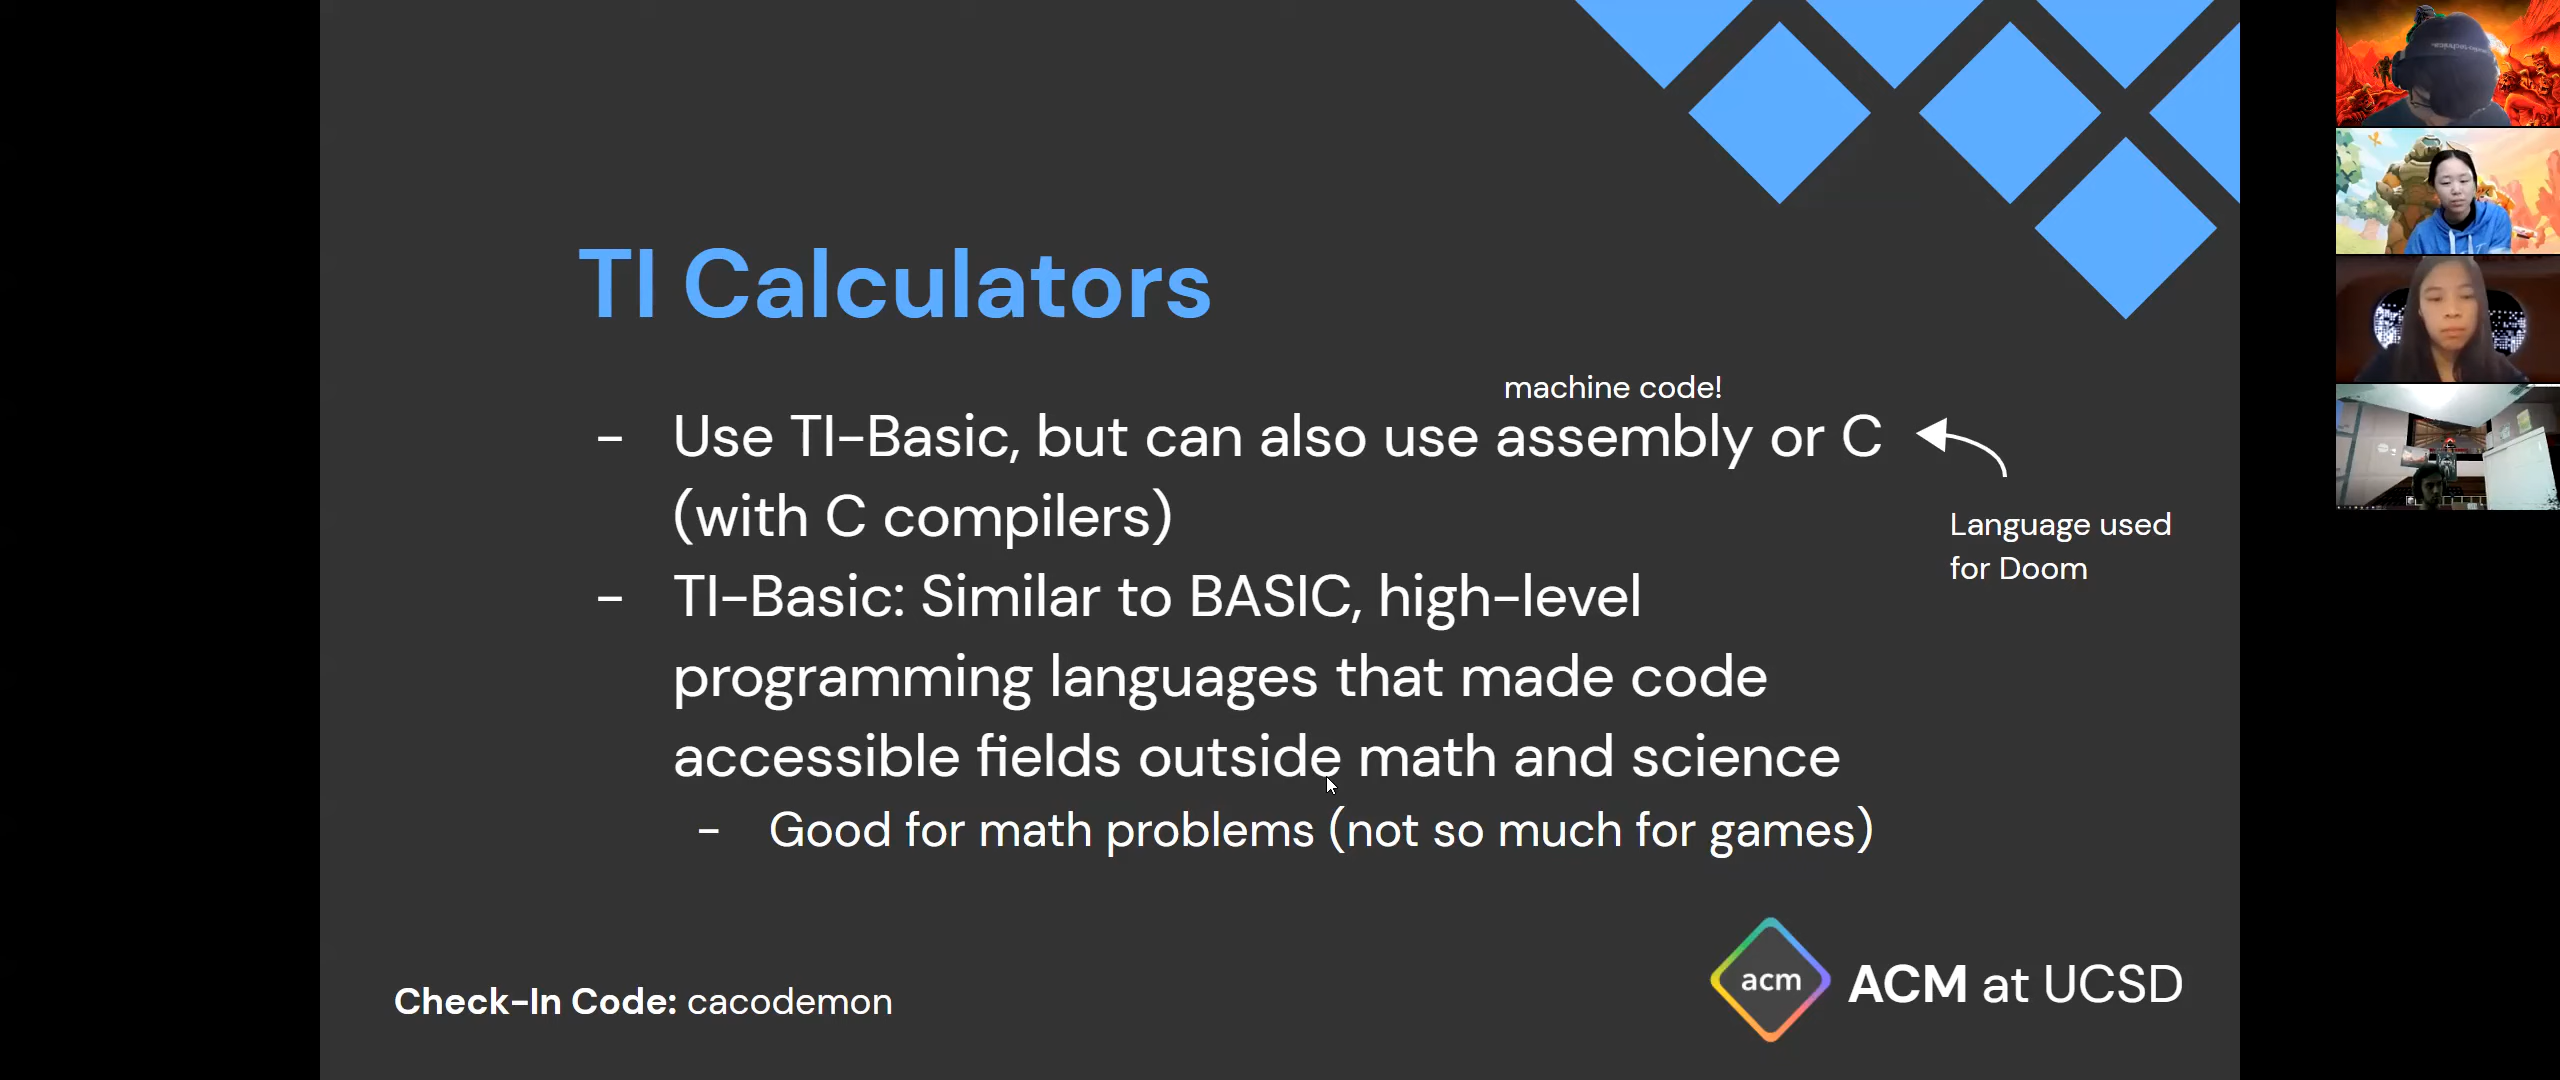 TI Calculators
machine code!
- Use TI-Basic, but can also use assembly or C
(with C compilers)
Language used
for Doom
- TI-Basic: Similar to BASIC, high-level
programming languages that made code
accessible fields outside math and science
- Good for math problems (not so much for games)
Check-In Code: cacodemon
acm
ACM at UCSD